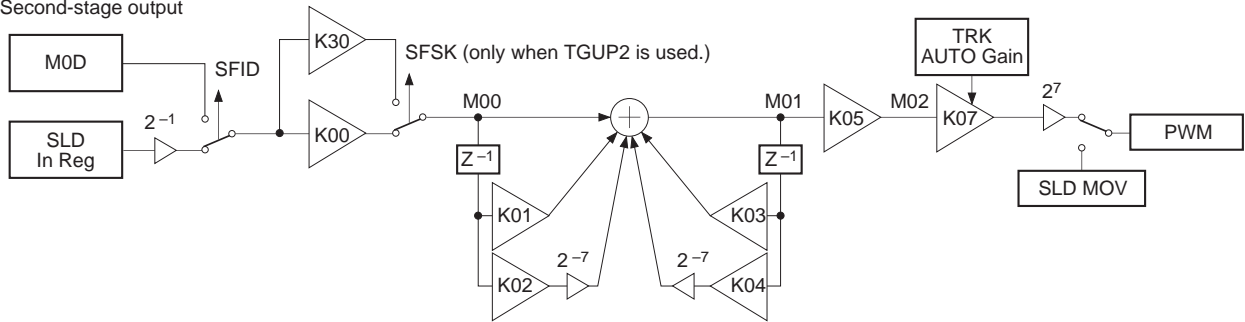 Second-stage output
M0D
SFID
K30
SFSK (only when TGUP2 is used.)
TRK
AUTO Gain
SLD
In Reg
2⁻¹
K00
M00
M01
K05
M02
K07
2⁷
PWM
SLD MOV
Z⁻¹
Z⁻¹
K01
K03
K02
2⁻⁷
2⁻⁷
K04